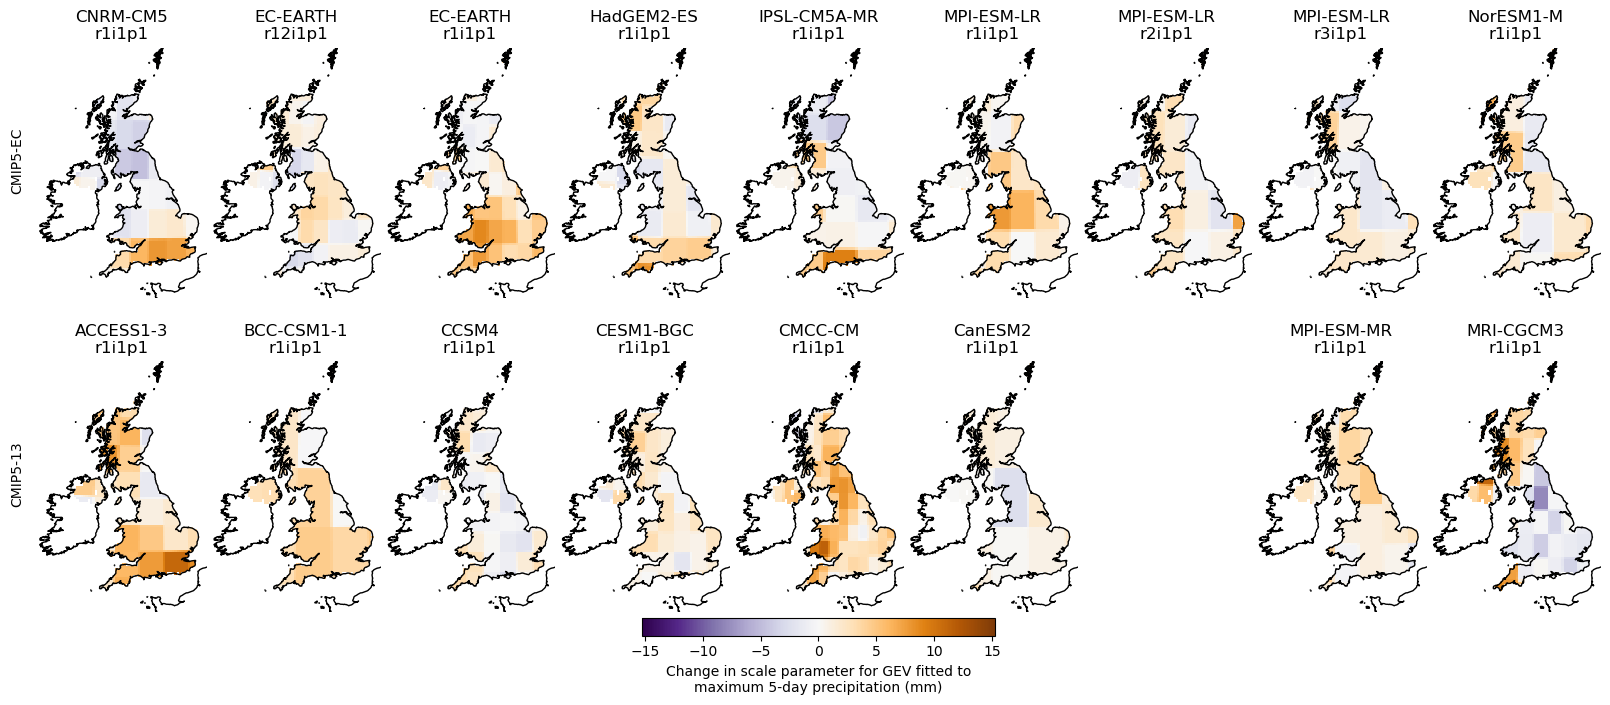 CNRM-CM5 EC-EARTH EC-EARTH HadGEM2-ES IPSL-CM5A-MR MPI-ESM-LR MPI-ESM-LR MPI-ESM-LR NorESM1-M
r1i1p1 r12i1p1 r1i1p1 r1i1p1 r1i1p1 r1i1p1 r2i1p1 r3i1p1 r1i1p1
CMIP5-EC
ACCESS1-3 BCC-CSM1-1 CCSM4 CESM1-BGC CMCC-CM CanESM2 MPI-ESM-MR MRI-CGCM3
r1i1p1 r1i1p1 r1i1p1 r1i1p1 r1i1p1 r1i1p1 r1i1p1 r1i1p1
CMIP5-13
−15 −10 −5 0 5 10 15
Change in scale parameter for GEV fitted to
maximum 5-day precipitation (mm)